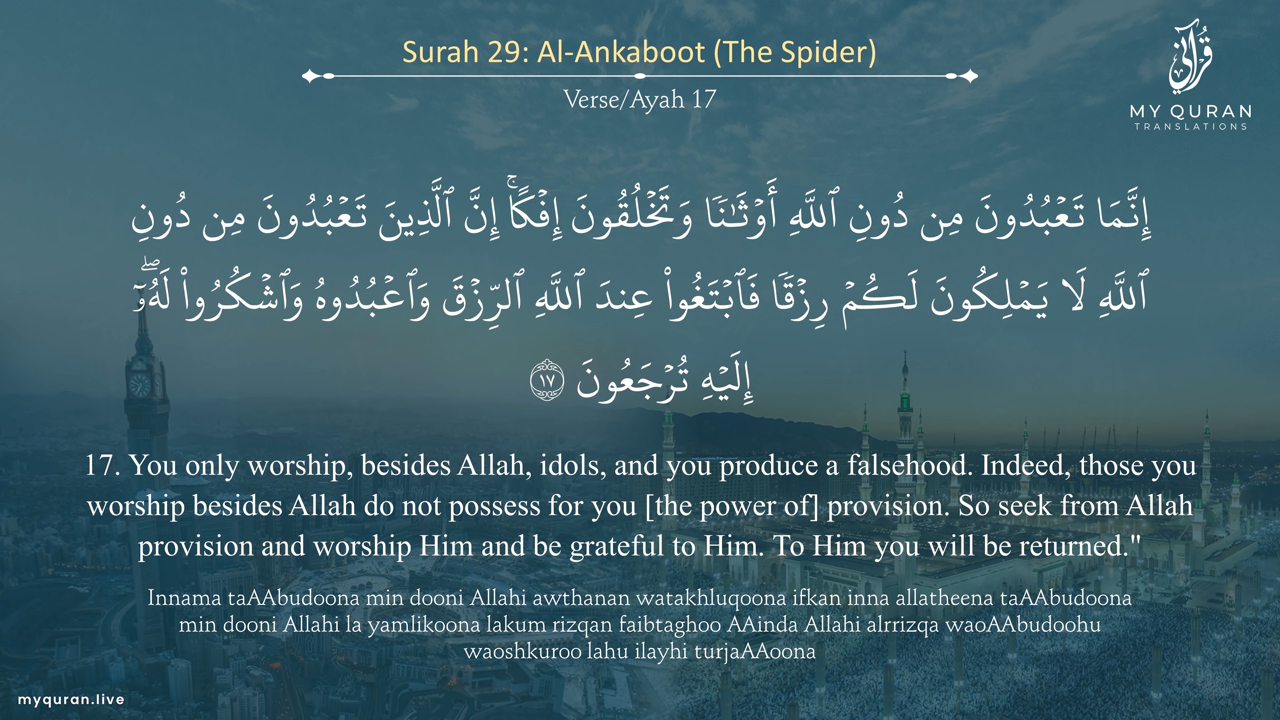 Surah 29: Al-Ankaboot (The Spider)
Verse/Ayah 17
قرآني
MY QURAN
TRANSLATIONS
إِنَّمَا تَعْبُدُونَ مِن دُونِ ٱللَّهِ أَوْثَـٰنًا وَتَخْلُقُونَ إِفْكًا ۚ إِنَّ ٱلَّذِينَ تَعْبُدُونَ مِن دُونِ
ٱللَّهِ لَا يَمْلِكُونَ لَكُمْ رِزْقًا فَٱبْتَغُوا۟ عِندَ ٱللَّهِ ٱلرِّزْقَ وَٱعْبُدُوهُ وَٱشْكُرُوا۟ لَهُۥٓ ۖ
إِلَيْهِ تُرْجَعُونَ ١٧
17. You only worship, besides Allah, idols, and you produce a falsehood. Indeed, those you
worship besides Allah do not possess for you [the power of] provision. So seek from Allah
provision and worship Him and be grateful to Him. To Him you will be returned."
Innama taAAbudoona min dooni Allahi awthanan watakhluqoona ifkan inna allatheena taAAbudoona
min dooni Allahi la yamlikoona lakum rizqan faibtaghoo AAinda Allahi alrrizqa waoAAbudoohu
waoshkuroo lahu ilayhi turjaAAoona
myquran.live